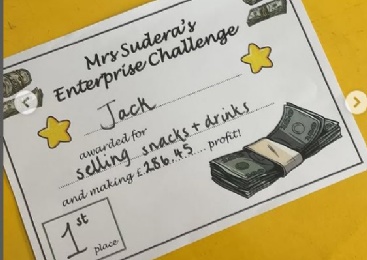 Mrs Sudera's
Enterprise Challenge
Jack
awarded for
selling snacks + drinks
and making £286.45 profit!
1st
place